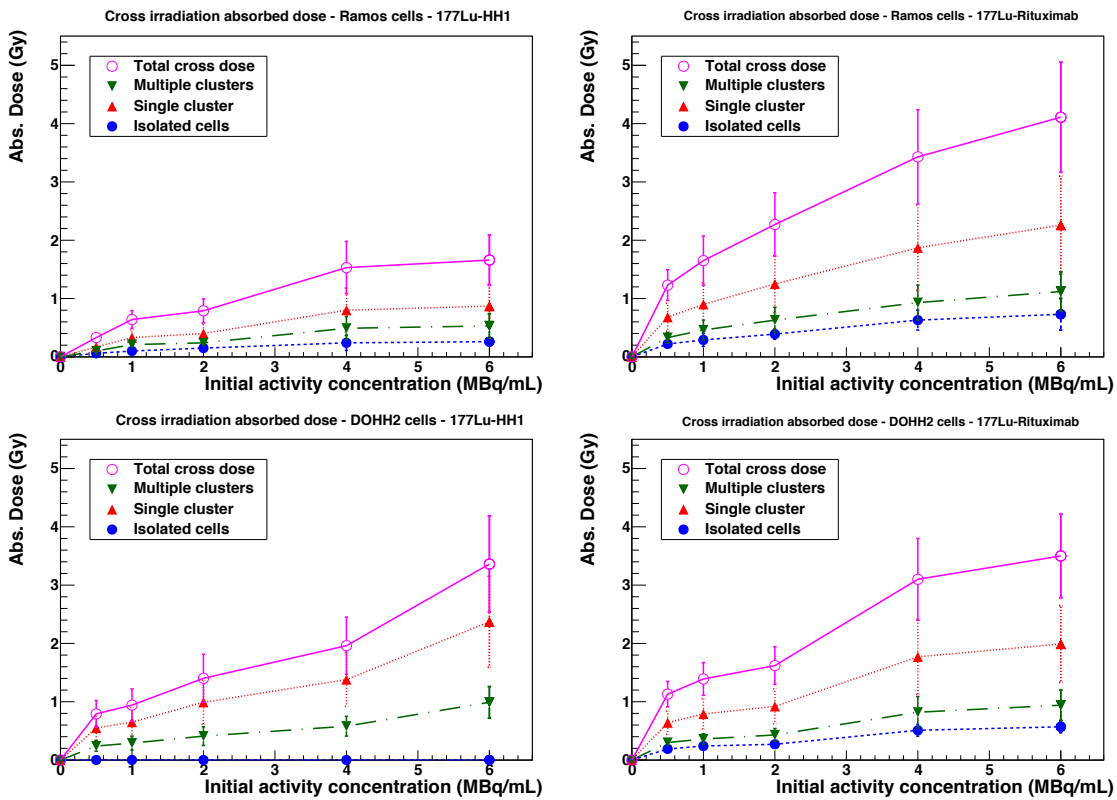 Cross irradiation absorbed dose - Ramos cells - 177Lu-HH1
Abs. Dose (Gy)
5
4
3
2
1
0
Total cross dose
Multiple clusters
Single cluster
Isolated cells
0 1 2 3 4 5 6
Initial activity concentration (MBq/mL)
Cross irradiation absorbed dose - Ramos cells - 177Lu-Rituximab
Abs. Dose (Gy)
5
4
3
2
1
0
Total cross dose
Multiple clusters
Single cluster
Isolated cells
0 1 2 3 4 5 6
Initial activity concentration (MBq/mL)
Cross irradiation absorbed dose - DOHH2 cells - 177Lu-HH1
Abs. Dose (Gy)
5
4
3
2
1
0
Total cross dose
Multiple clusters
Single cluster
Isolated cells
0 1 2 3 4 5 6
Initial activity concentration (MBq/mL)
Cross irradiation absorbed dose - DOHH2 cells - 177Lu-Rituximab
Abs. Dose (Gy)
5
4
3
2
1
0
Total cross dose
Multiple clusters
Single cluster
Isolated cells
0 1 2 3 4 5 6
Initial activity concentration (MBq/mL)